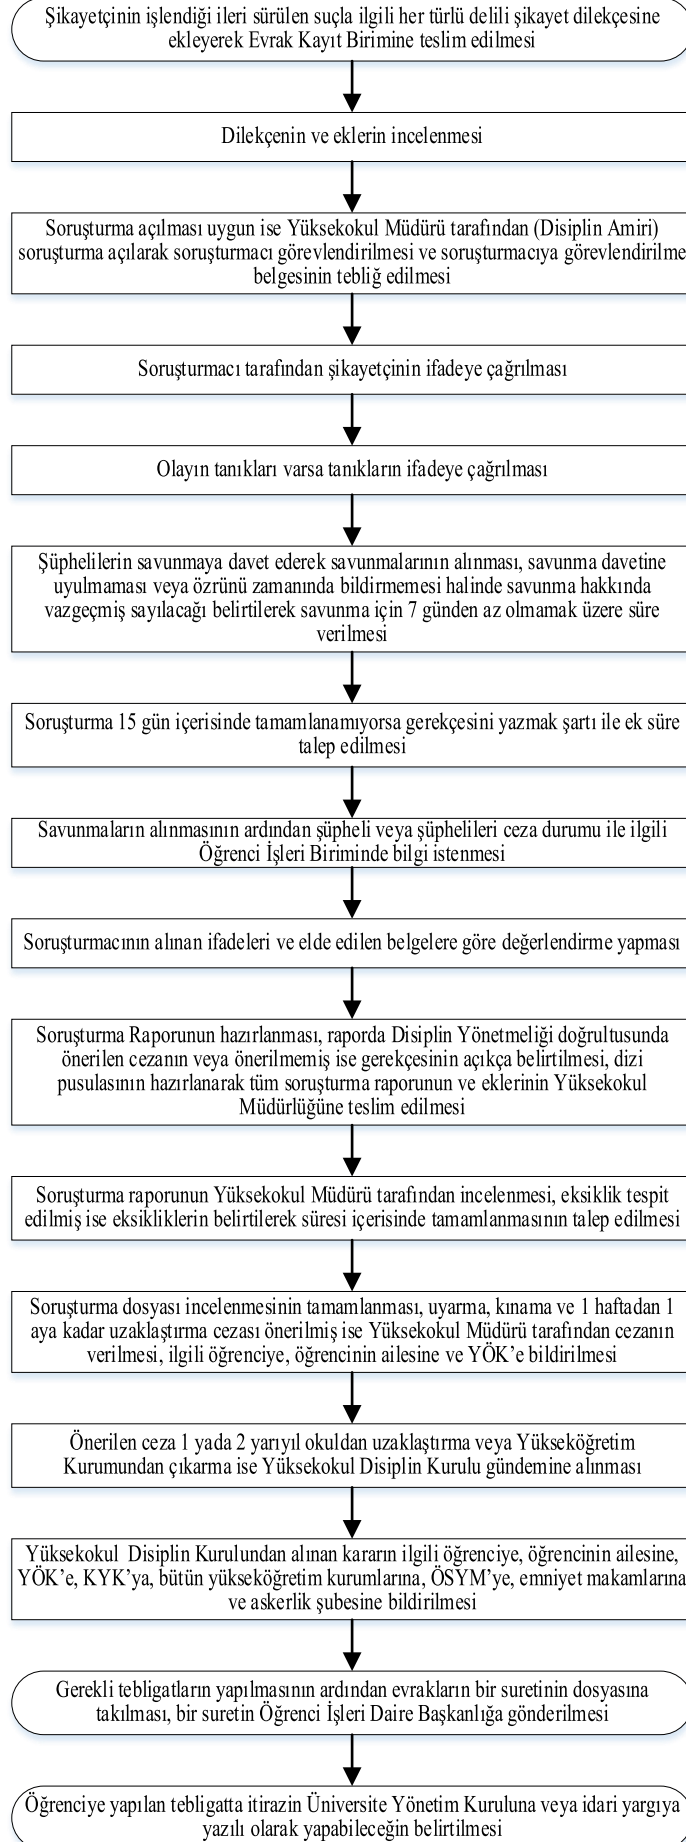 Şikayetçinin işlendiği ileri sürülen suçla ilgili her türlü delili şikayet dilekçesine
ekleyerek Evrak Kayıt Birimine teslim edilmesi
Dilekçenin ve eklerin incelenmesi
Soruşturma açılması uygun ise Yüksekokul Müdürü tarafından (Disiplin Amiri)
soruşturma açılarak soruşturmacı görevlendirilmesi ve soruşturmacıya görevlendirilme
belgesinin tebliğ edilmesi
Soruşturmacı tarafından şikayetçinin ifadeye çağrılması
Olayın tanıkları varsa tanıkların ifadeye çağrılması
Şüphelilerin savunmaya davet ederek savunmalarının alınması, savunma davetine
uyulmaması veya özrünü zamanında bildirmemesi halinde savunma hakkında
vazgeçmiş sayılacağı belirtilerek savunma için 7 günden az olmamak üzere süre
verilmesi
Soruşturma 15 gün içerisinde tamamlanamıyorsa gerekçesini yazmak şartı ile ek süre
talep edilmesi
Savunmaların alınmasının ardından şüpheli veya şüphelileri ceza durumu ile ilgili
Öğrenci İşleri Biriminde bilgi istenmesi
Soruşturmacının alınan ifadeleri ve elde edilen belgelere göre değerlendirme yapması
Soruşturma Raporunun hazırlanması, raporda Disiplin Yönetmeliği doğrultusunda
önerilen cezanın veya önerilmemiş ise gerekçesinin açıkça belirtilmesi, dizi
pusulasının hazırlanarak tüm soruşturma raporunun ve eklerinin Yüksekokul
Müdürlüğüne teslim edilmesi
Soruşturma raporunun Yüksekokul Müdürü tarafından incelenmesi, eksiklik tespit
edilmiş ise eksikliklerin belirtilerek süresi içerisinde tamamlanmasının talep edilmesi
Soruşturma dosyası incelenmesinin tamamlanması, uyarma, kınama ve 1 haftadan 1
aya kadar uzaklaştırma cezası önerilmiş ise Yüksekokul Müdürü tarafından cezanın
verilmesi, ilgili öğrenciye, öğrencinin ailesine ve YÖK'e bildirilmesi
Önerilen ceza 1 yada 2 yarıyıl okuldan uzaklaştırma veya Yükseköğretim
Kurumundan çıkarma ise Yüksekokul Disiplin Kurulu gündemine alınması
Yüksekokul Disiplin Kurulundan alınan kararın ilgili öğrenciye, öğrencinin ailesine,
YÖK'e, KYK'ya, bütün yükseköğretim kurumlarına, ÖSYM'ye, emniyet makamlarına
ve askerlik şubesine bildirilmesi
Gerekli tebligatların yapılmasının ardından evrakların bir suretinin dosyasına
takılması, bir suretin Öğrenci İşleri Daire Başkanlığa gönderilmesi
Öğrenciye yapılan tebligatta itirazin Üniversite Yönetim Kuruluna veya idari yargıya
yazılı olarak yapabileceğin belirtilmesi